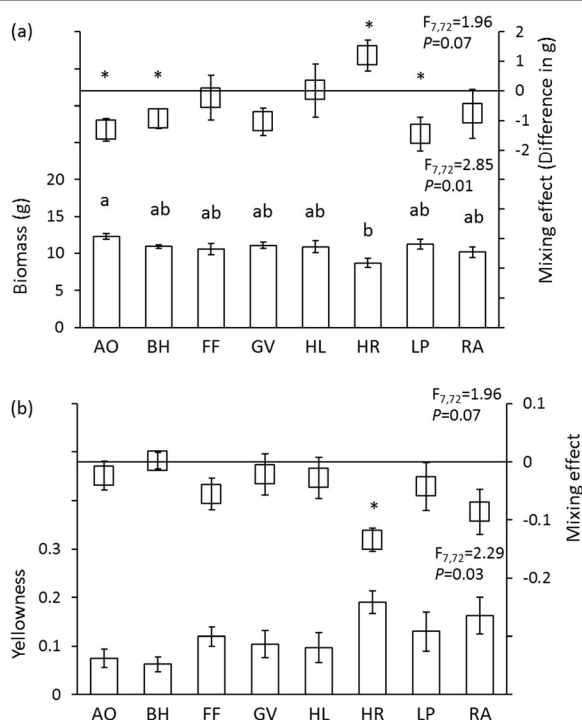 (a)
F7,72=1.96
P=0.07
2
1
0
-1
-2
Mixing effect (Difference in g)
* * * *
F7,72=2.85
P=0.01
20
15
10
5
0
Biomass (g)
a ab ab ab ab b ab ab
AO BH FF GV HL HR LP RA
(b)
F7,72=1.96
P=0.07
0.1
0
-0.1
-0.2
Mixing effect
*
F7,72=2.29
P=0.03
0.3
0.2
0.1
0
Yellowness
AO BH FF GV HL HR LP RA